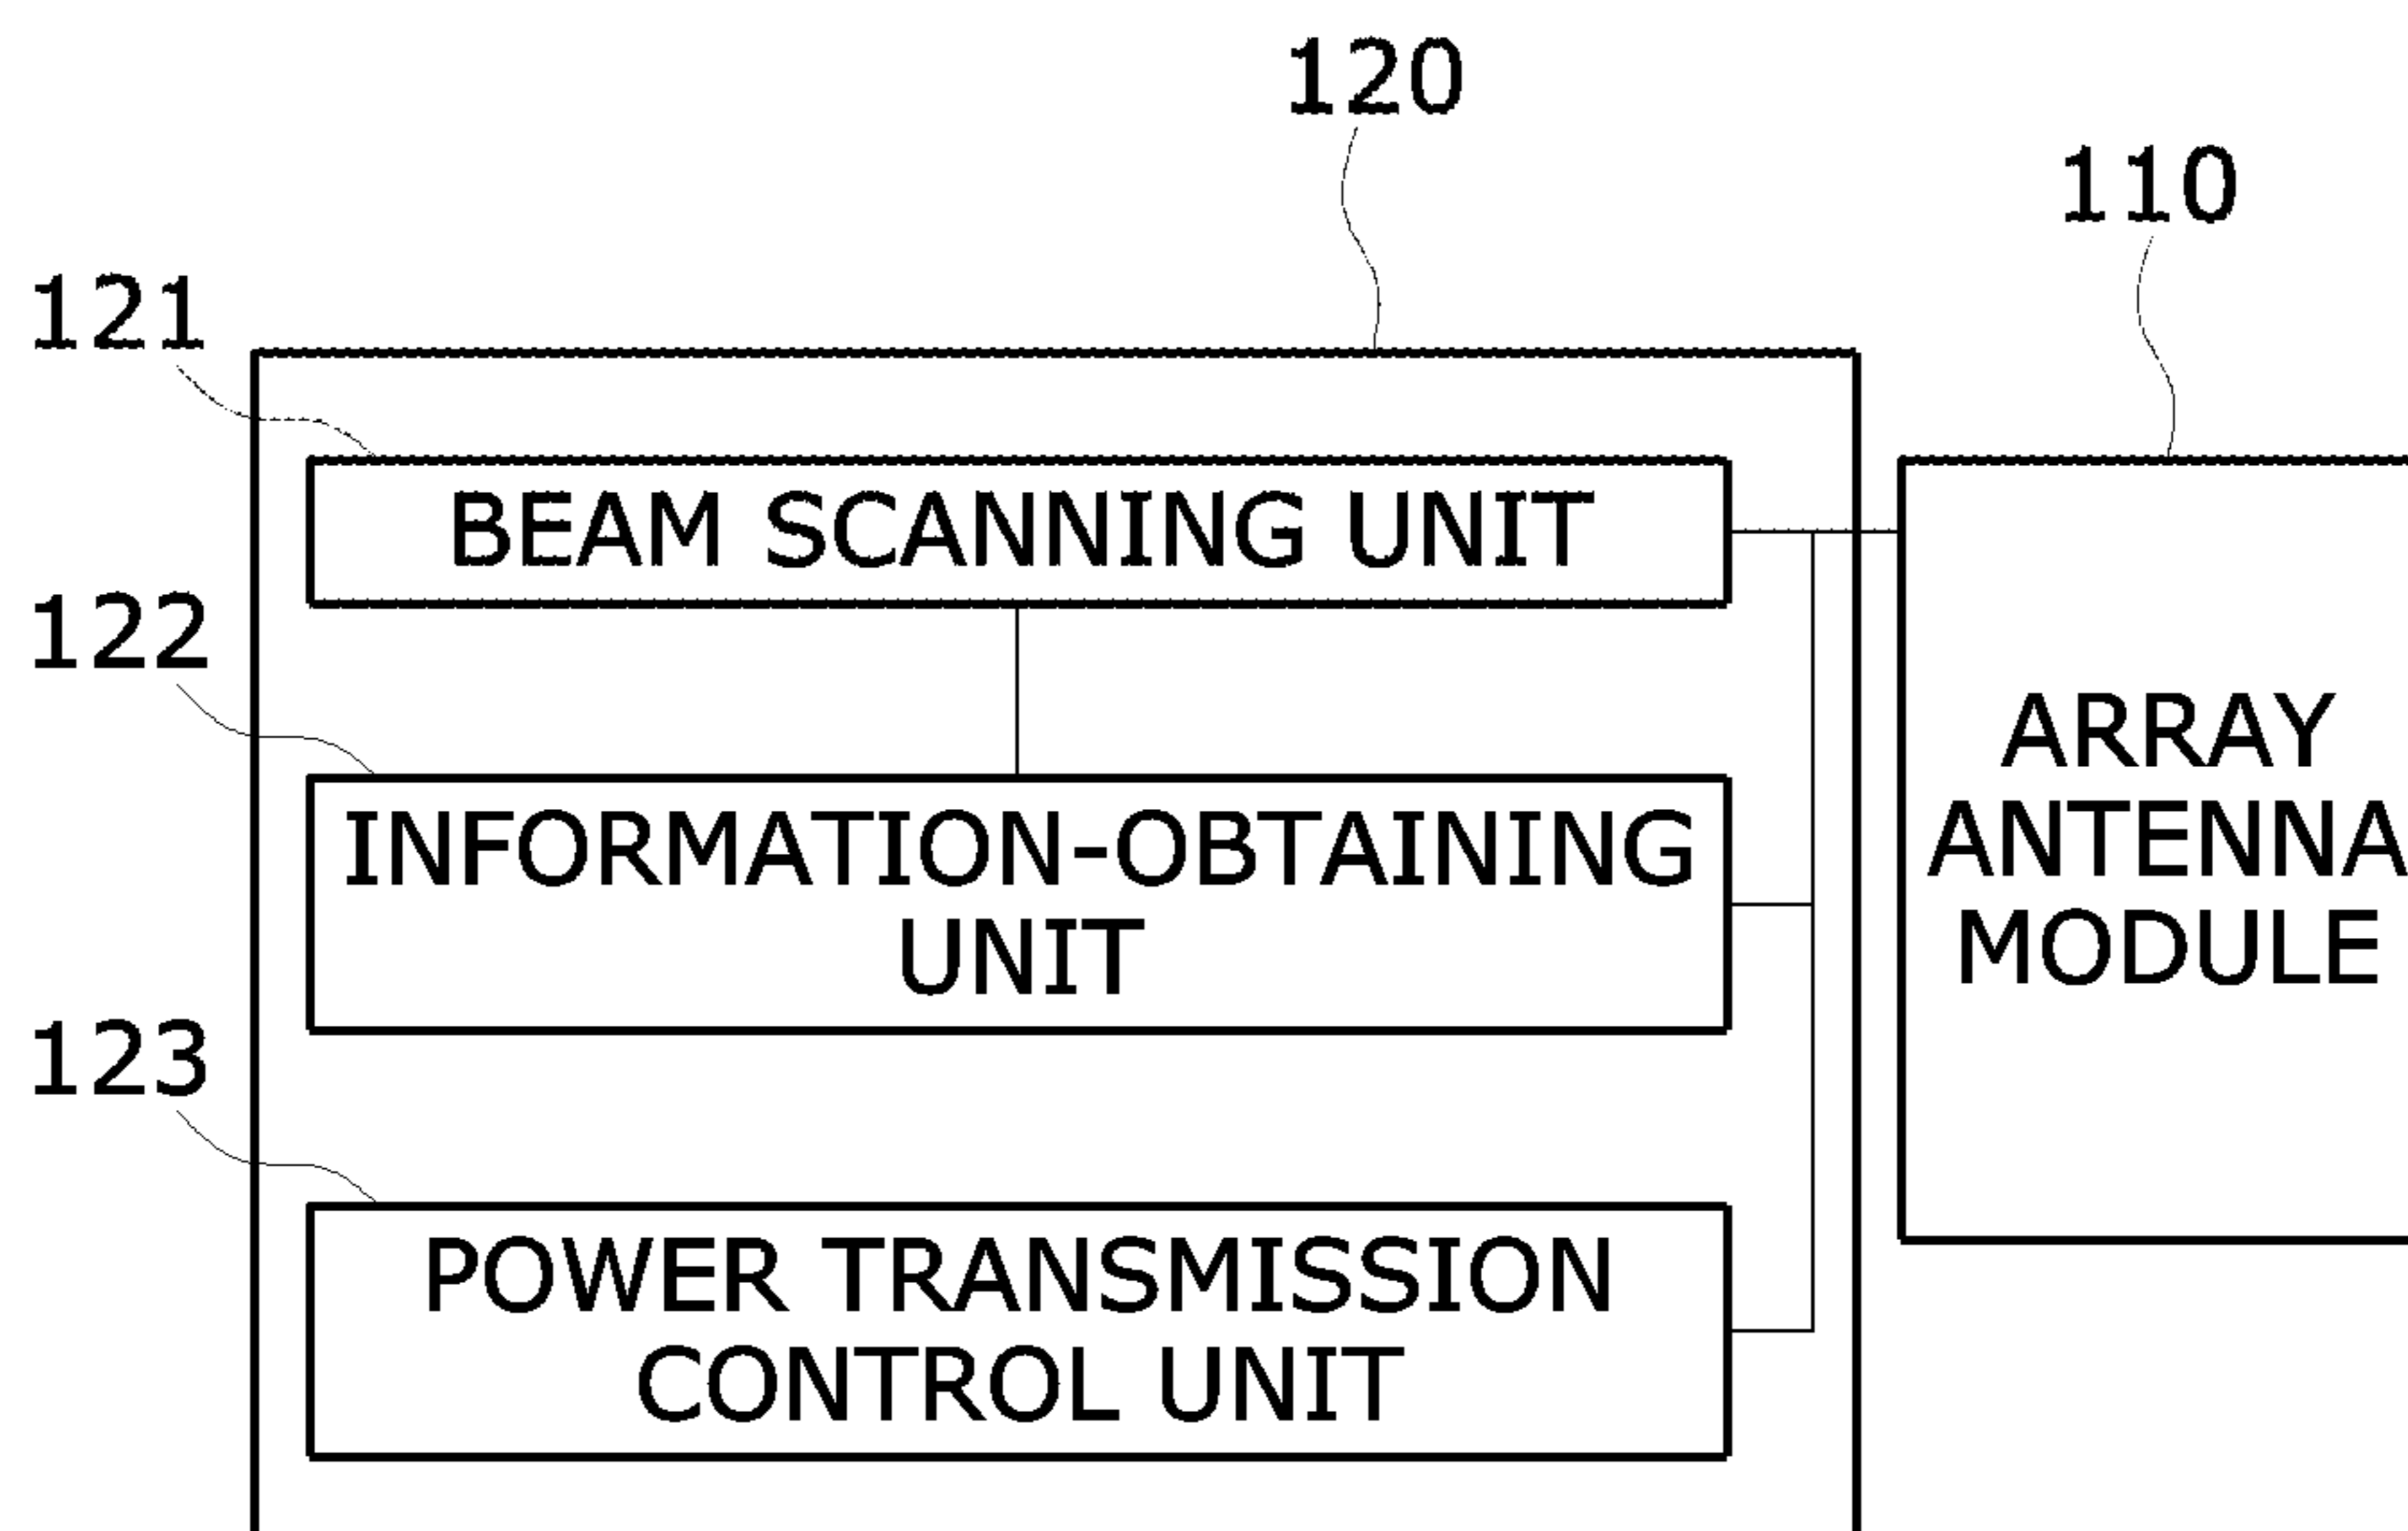 120
110
121
BEAM SCANNING UNIT
122
INFORMATION-OBTAINING
UNIT
ARRAY
ANTENNA
MODULE
123
POWER TRANSMISSION
CONTROL UNIT